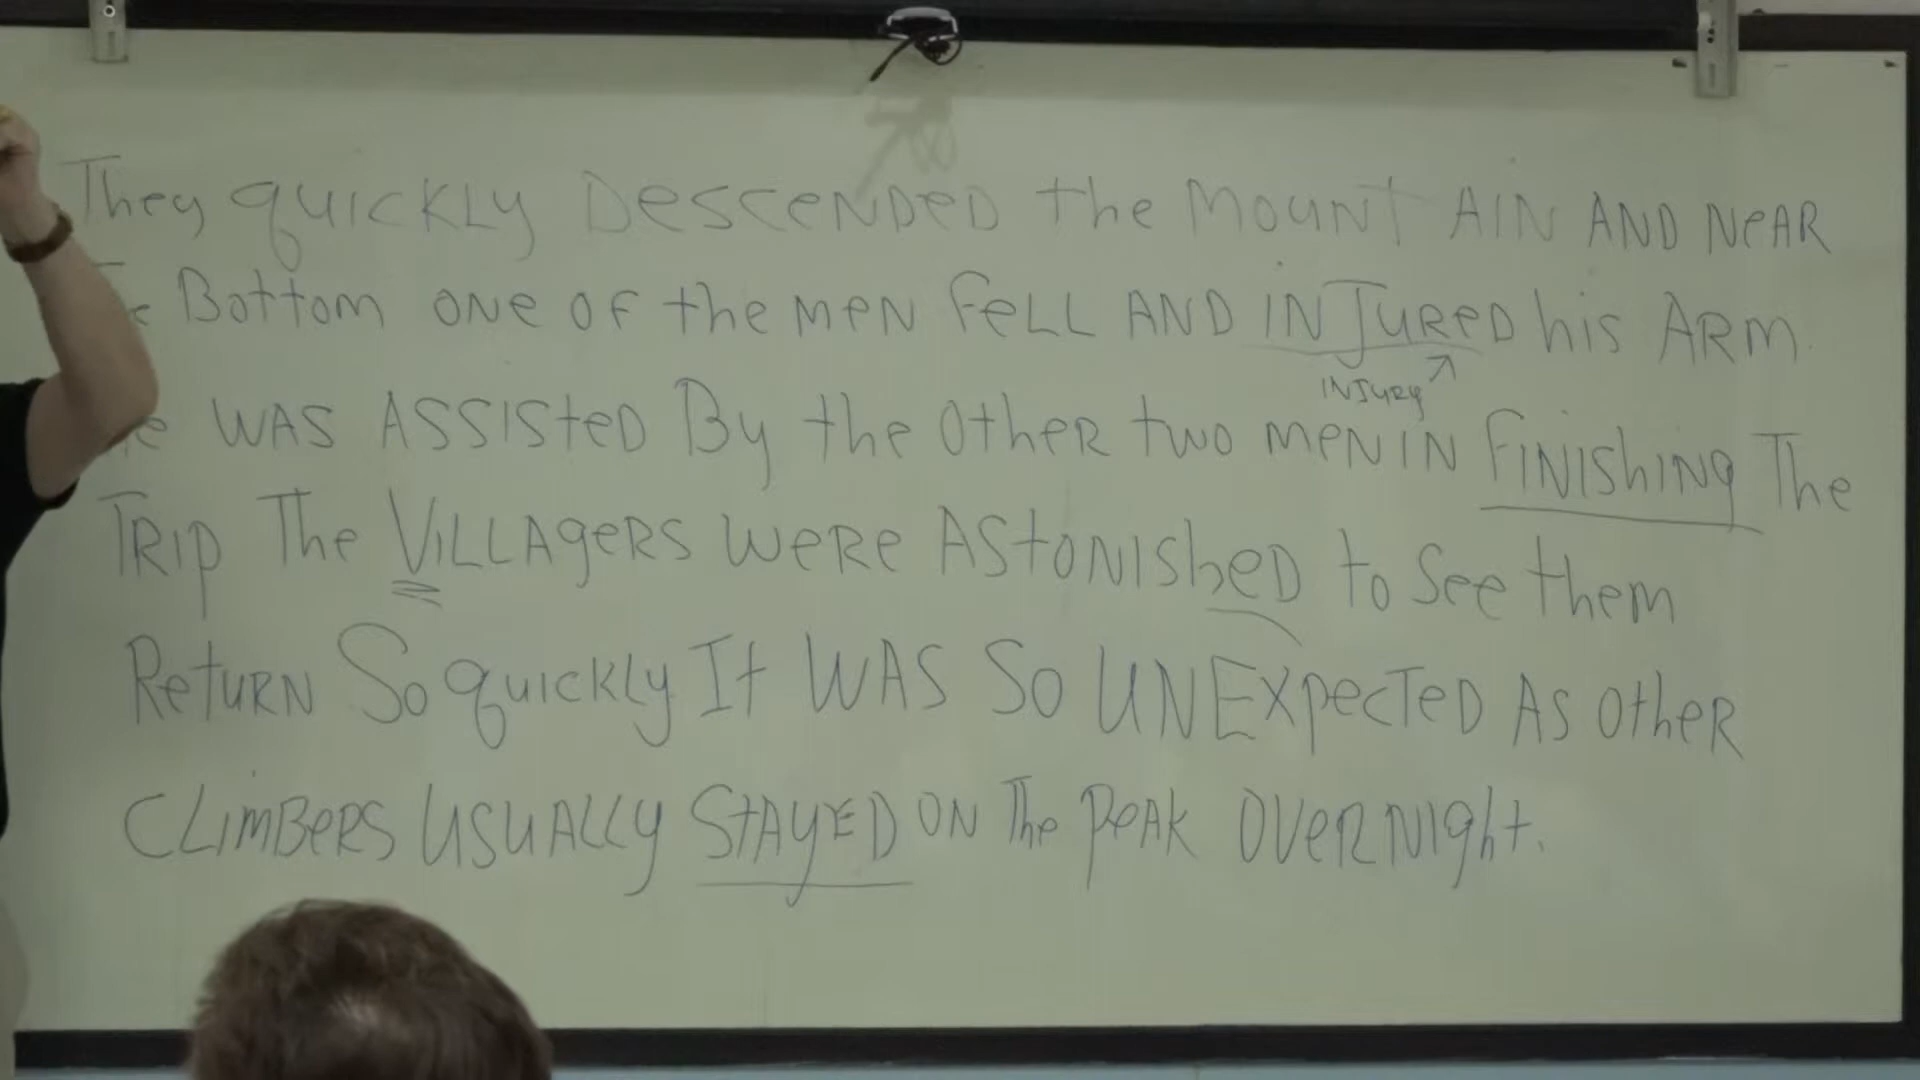 They quickly Descended the Mount AIN AND NeAR
Bottom ONe OF the meN FeLL AND INJureD his ARM
INJury
WAS ASSISteD By the Other two meN IN FINIShINg The
TRIP The VILLAgeRS were AStONIShed to See them
ReturN So quickly It WAS So UNExpecTeD AS Other
CLimBeRS USUALLy StAyED ON The peAk OverNight.